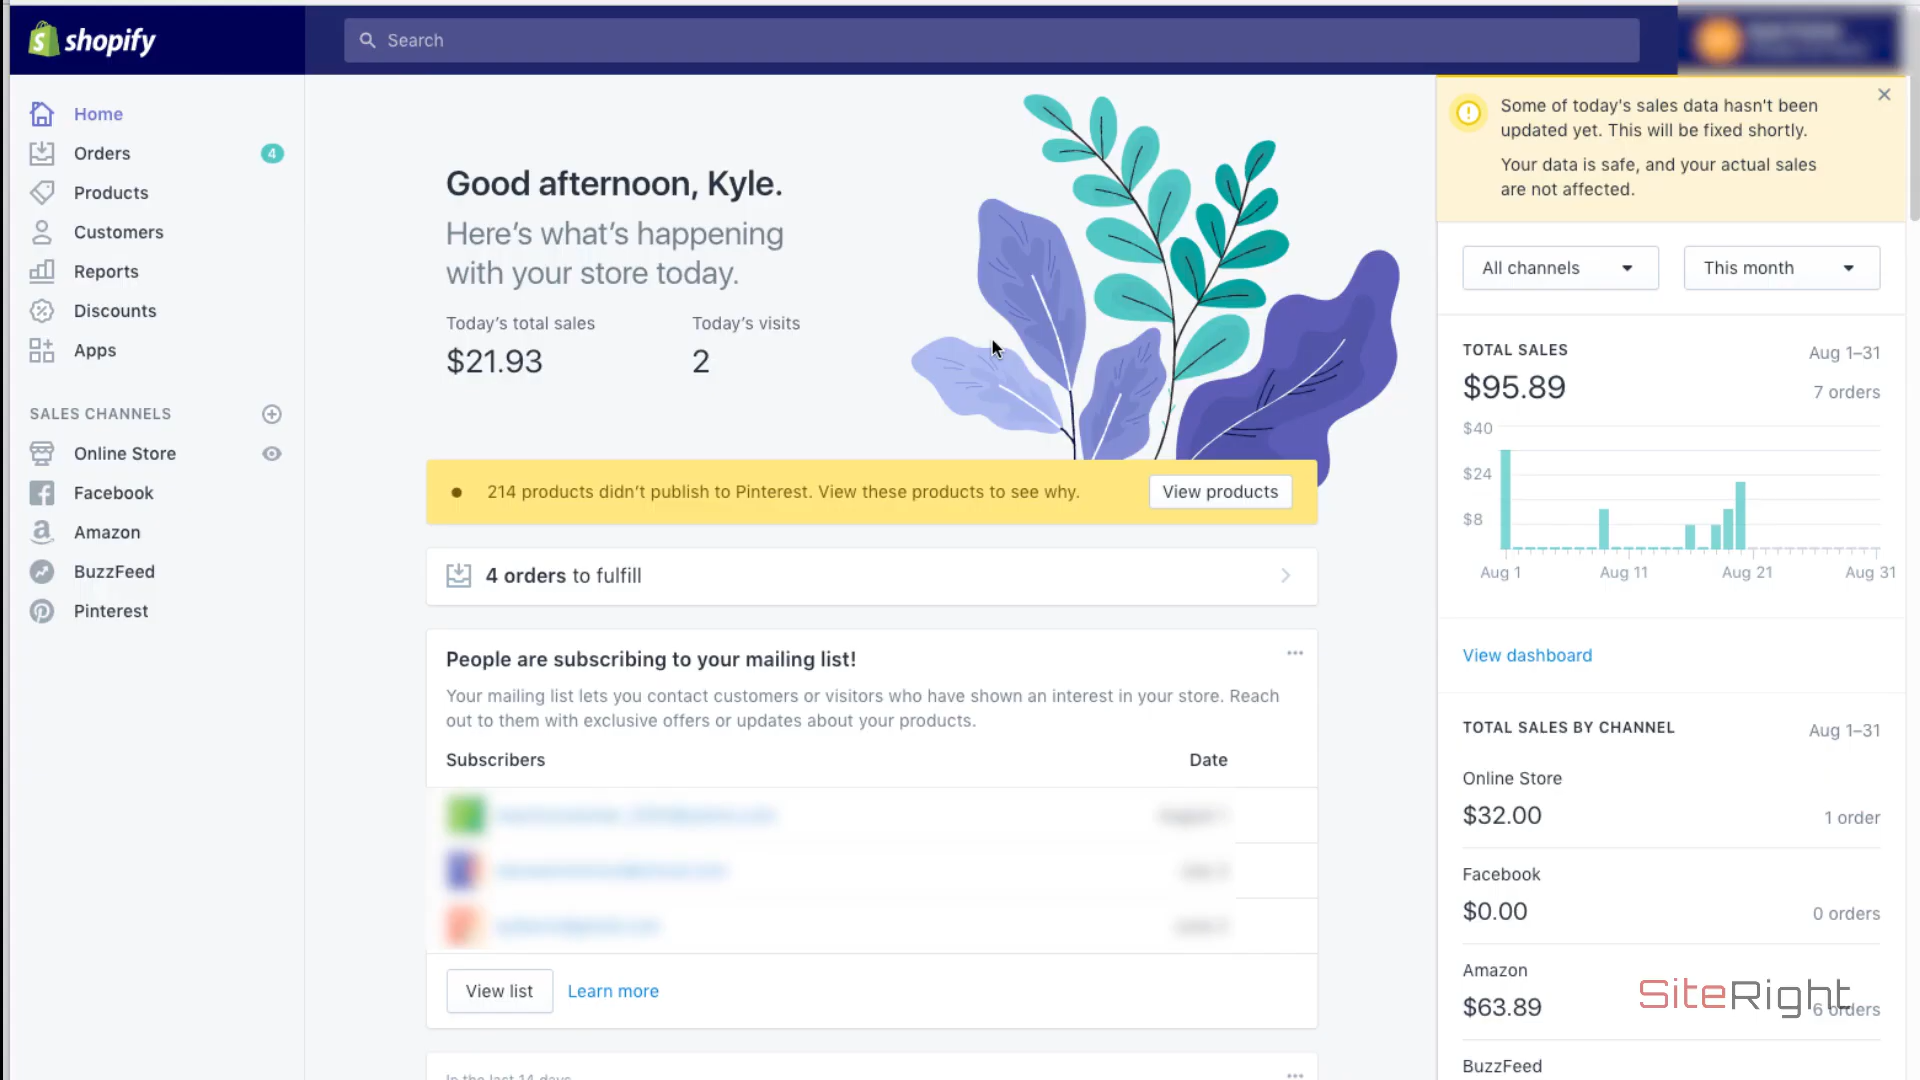 shopify
Search
Home
Orders
4
Products
Customers
Reports
Discounts
Apps
SALES CHANNELS
Online Store
Facebook
Amazon
BuzzFeed
Pinterest
Good afternoon, Kyle.
Here's what's happening
with your store today.
Today's total sales
Today's visits
$21.93
2
214 products didn't publish to Pinterest. View these products to see why.
View products
4 orders to fulfill
People are subscribing to your mailing list!
Your mailing list lets you contact customers or visitors who have shown an interest in your store. Reach
out to them with exclusive offers or updates about your products.
Subscribers
Date
View list
Learn more
In the last 14 days
Some of today's sales data hasn't been
updated yet. This will be fixed shortly.
Your data is safe, and your actual sales
are not affected.
All channels
This month
TOTAL SALES
Aug 1–31
$95.89
7 orders
$40
$24
$8
Aug 1
Aug 11
Aug 21
Aug 31
View dashboard
TOTAL SALES BY CHANNEL
Aug 1–31
Online Store
$32.00
1 order
Facebook
$0.00
0 orders
Amazon
$63.89
6 orders
SiteRight
BuzzFeed